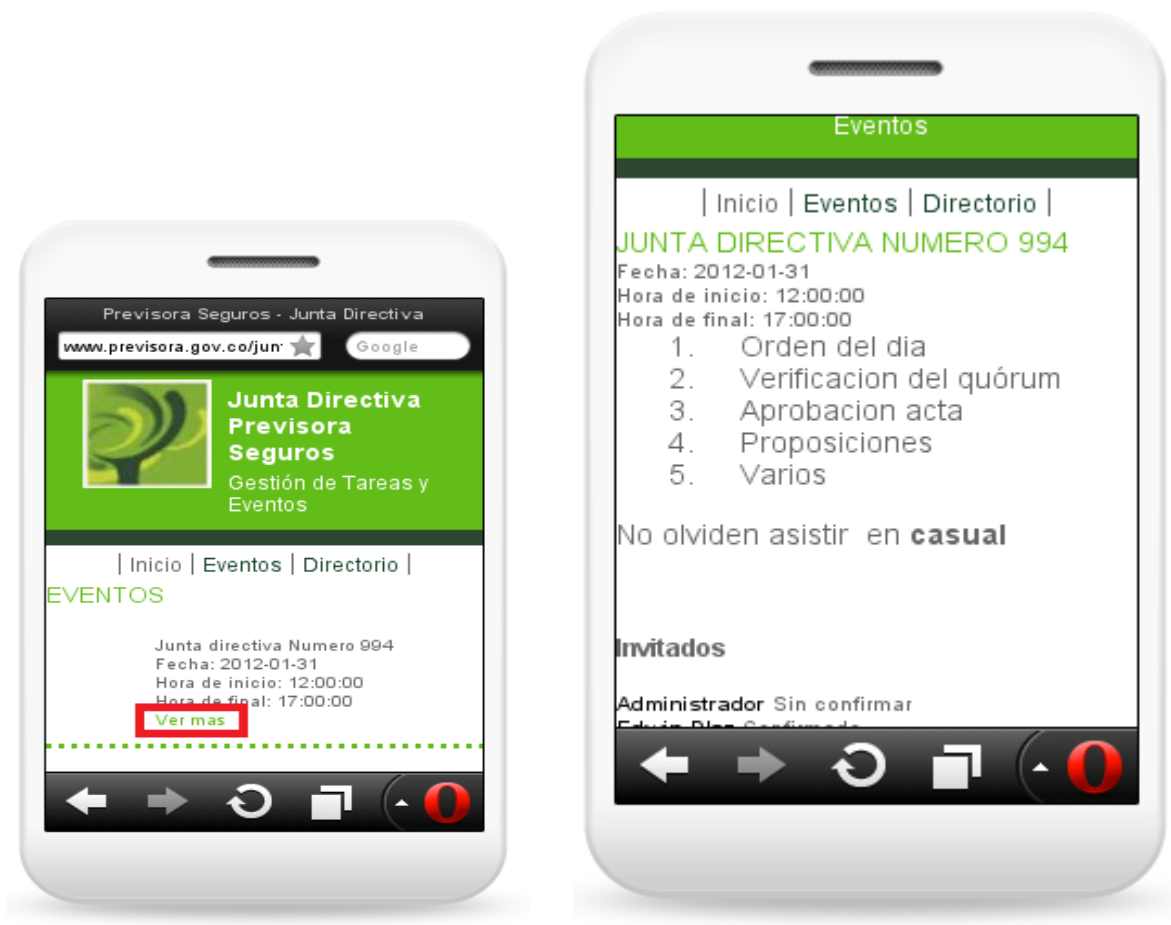 Previsora Seguros - Junta Directiva
www.previsora.gov.co/jun
Google
Junta Directiva
Previsora
Seguros
Gestión de Tareas y
Eventos
| Inicio | Eventos | Directorio |
EVENTOS
Junta directiva Numero 994
Fecha: 2012-01-31
Hora de inicio: 12:00:00
Hora de final: 17:00:00
Ver mas
Eventos
| Inicio | Eventos | Directorio |
JUNTA DIRECTIVA NUMERO 994
Fecha: 2012-01-31
Hora de inicio: 12:00:00
Hora de final: 17:00:00
1. Orden del dia
2. Verificacion del quórum
3. Aprobacion acta
4. Proposiciones
5. Varios
No olviden asistir en casual
Invitados
Administrador Sin confirmar